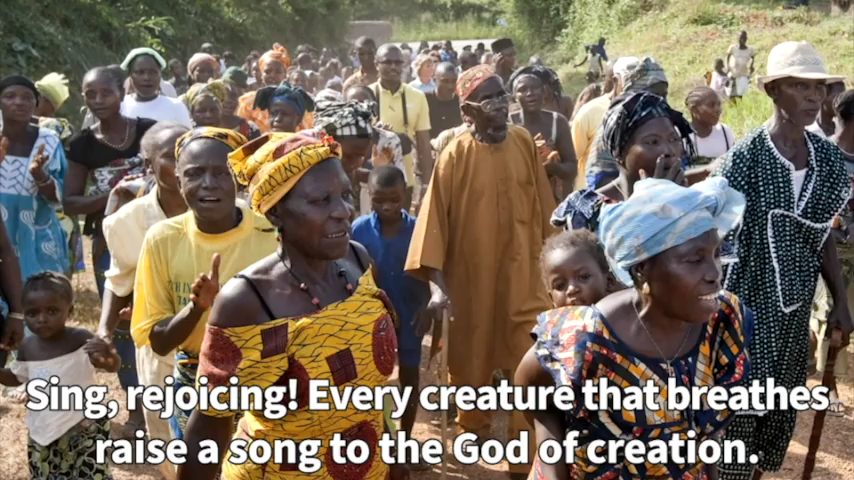 Sing, rejoicing! Every creature that breathes
raise a song to the God of creation.